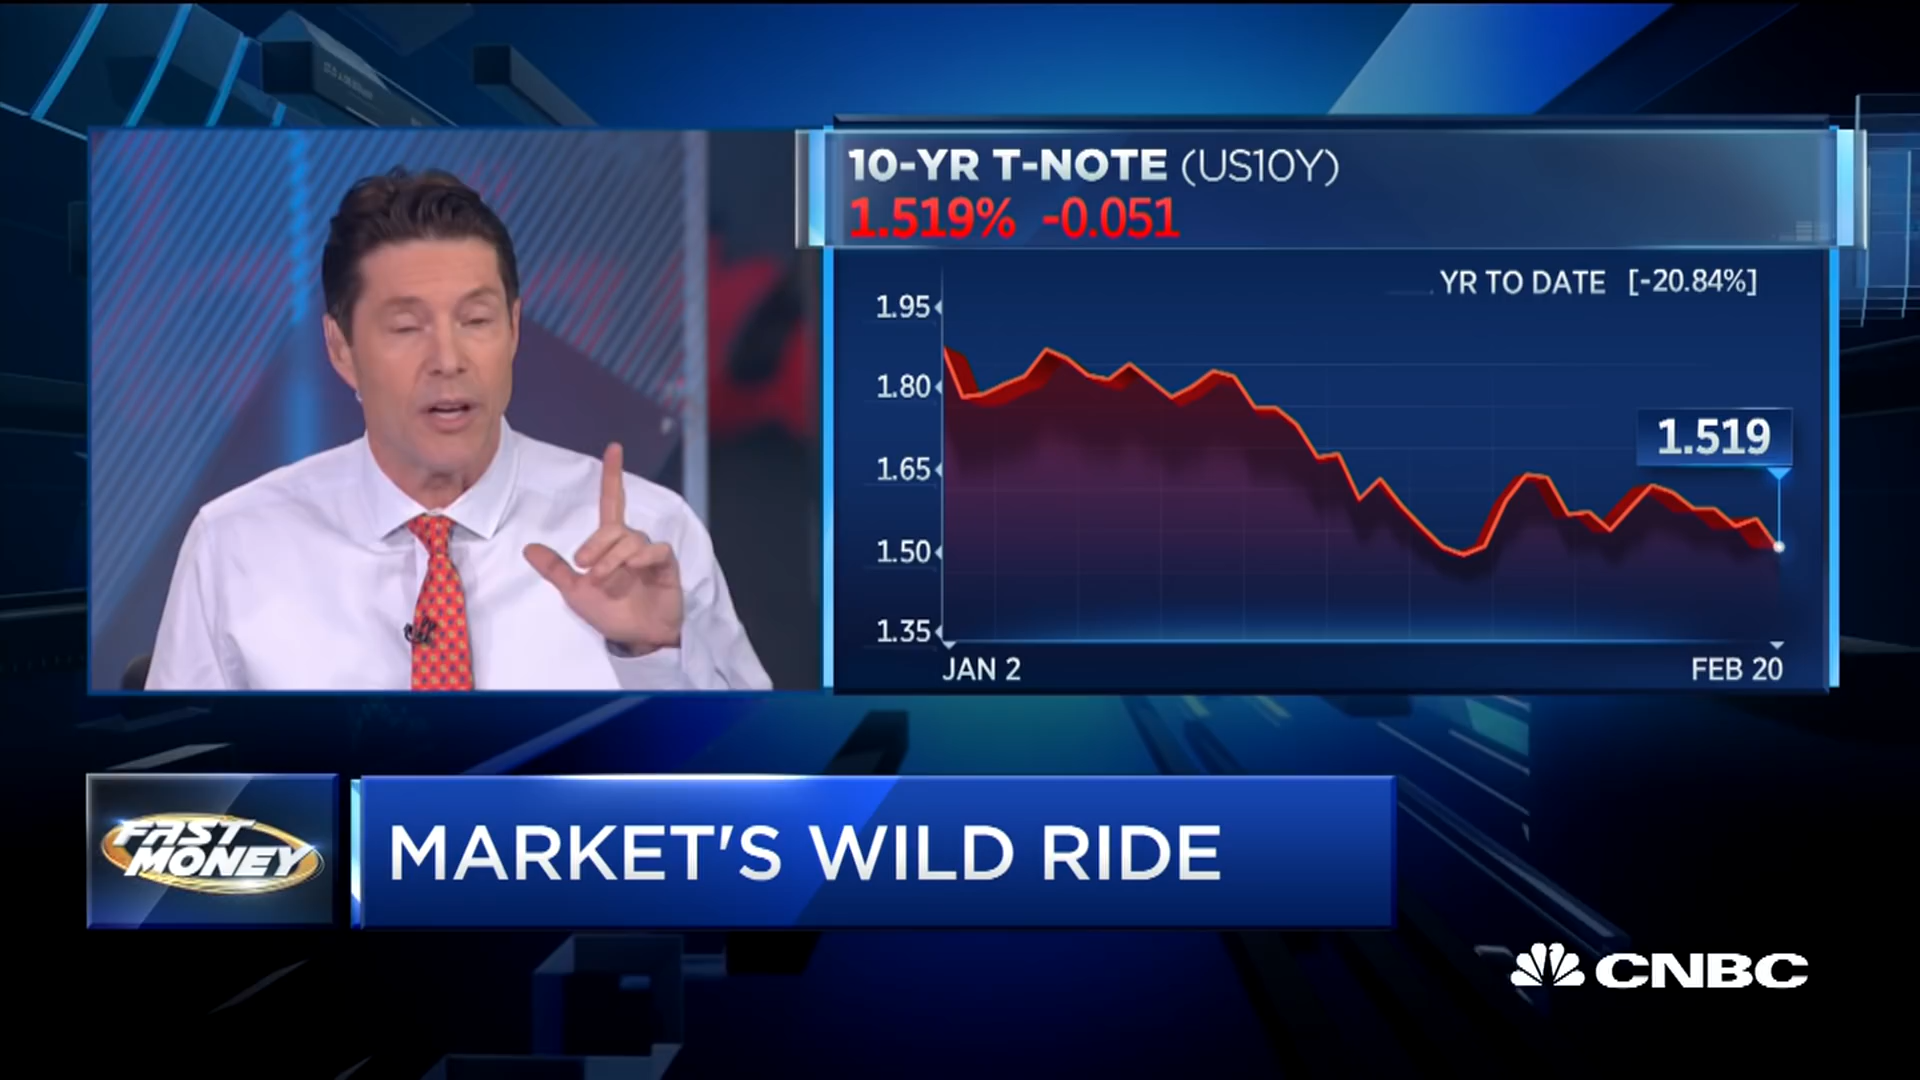 10-YR T-NOTE (US10Y)
1.519% -0.051
YR TO DATE [-20.84%]
1.95
1.80
1.65
1.50
1.35
1.519
JAN 2
FEB 20
FAST
MONEY
MARKET'S WILD RIDE
CNBC